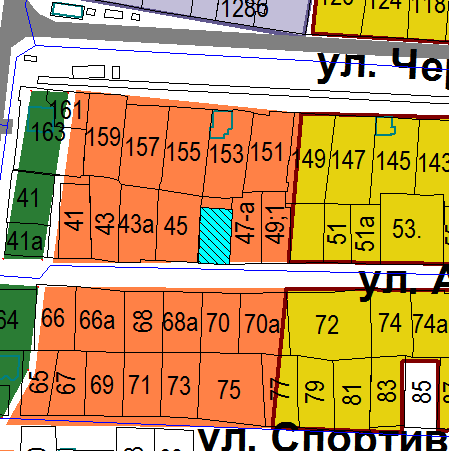 128б
126 124 118
ул. Чер
161
163 159 157 155 153 151 149 147 145 143
41 41 43 43а 45 47-а 49;1 51 51а 53.
41а
ул. А
64 66 66а 68 68а 70 70а 72 74 74а
65 67 69 71 73 75 77 79 81 83 85 87
ул. Спортив